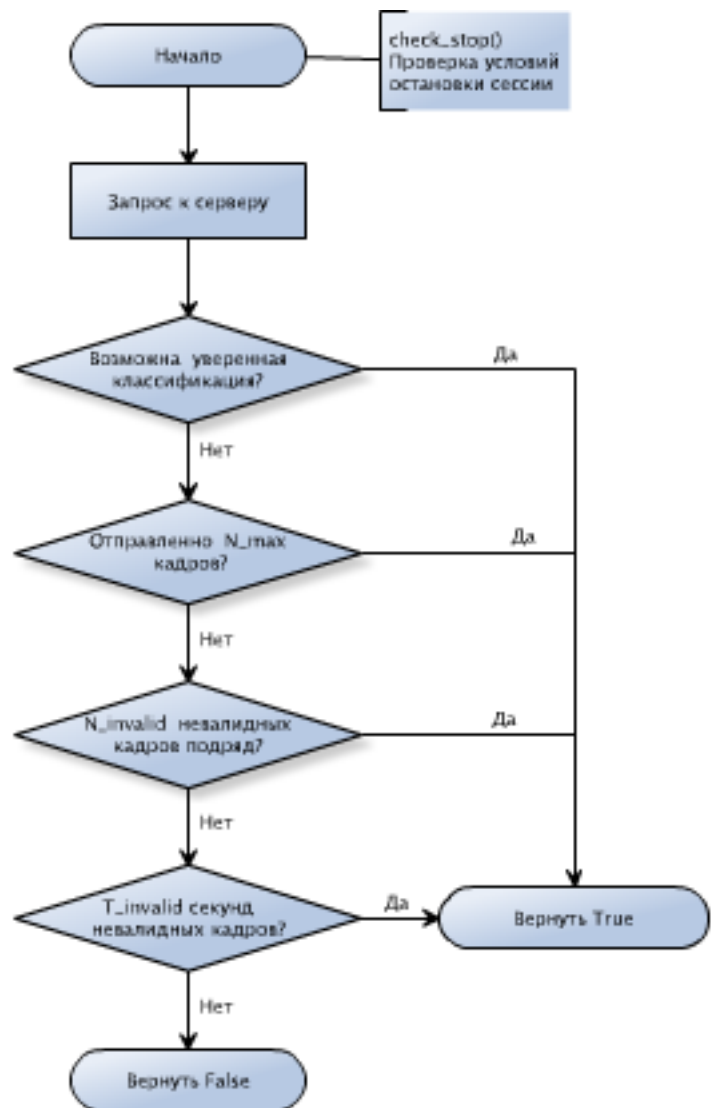 Начало
check_stop()
Проверка условий
остановки сессии
Запрос к серверу
Возможна уверенная
классификация?
Да
Нет
Отправленно N_max
кадров?
Да
Нет
N_invalid невалидных
кадров подряд?
Да
Нет
T_invalid секунд
невалидных кадров?
Да
Вернуть True
Нет
Вернуть False